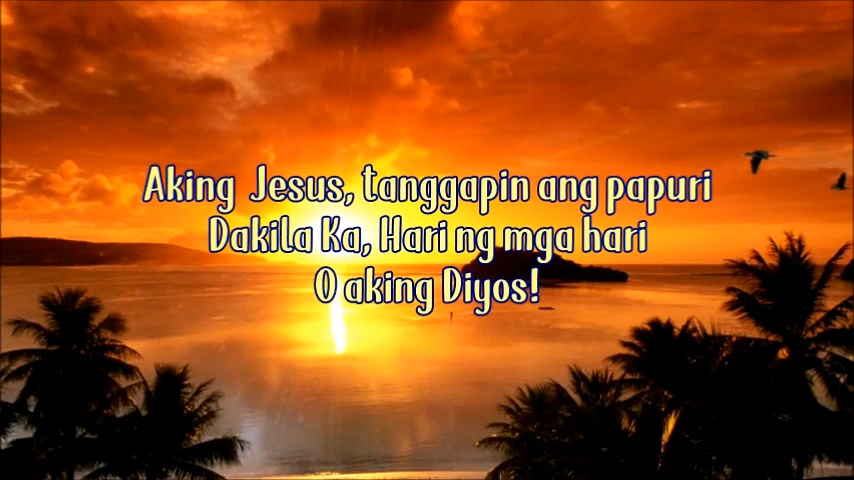 Aking Jesus, tanggapin ang papuri
Dakila Ka, Hari ng mga hari
O aking Diyos!